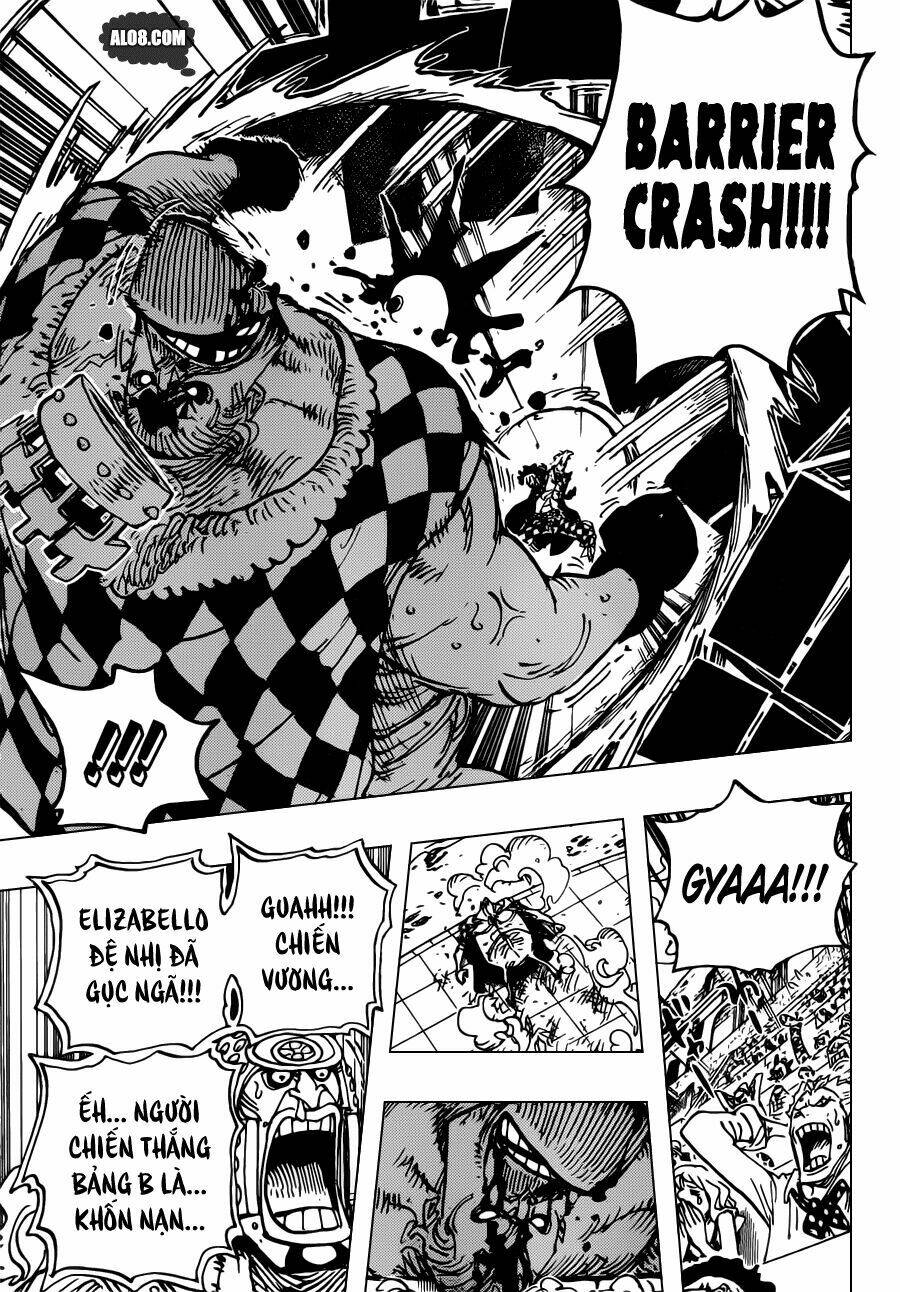 ALO8.COM
BARRIER
CRASH!!!
!!!!
GYAAA!!!
GUAHH!!!
CHIẾN
VƯƠNG...
ELIZABELLO
ĐỆ NHỊ ĐÃ
GỤC NGÃ!!!
ẾH... NGƯỜI
CHIẾN THẮNG
BẢNG B LÀ...
KHỐN NẠN...